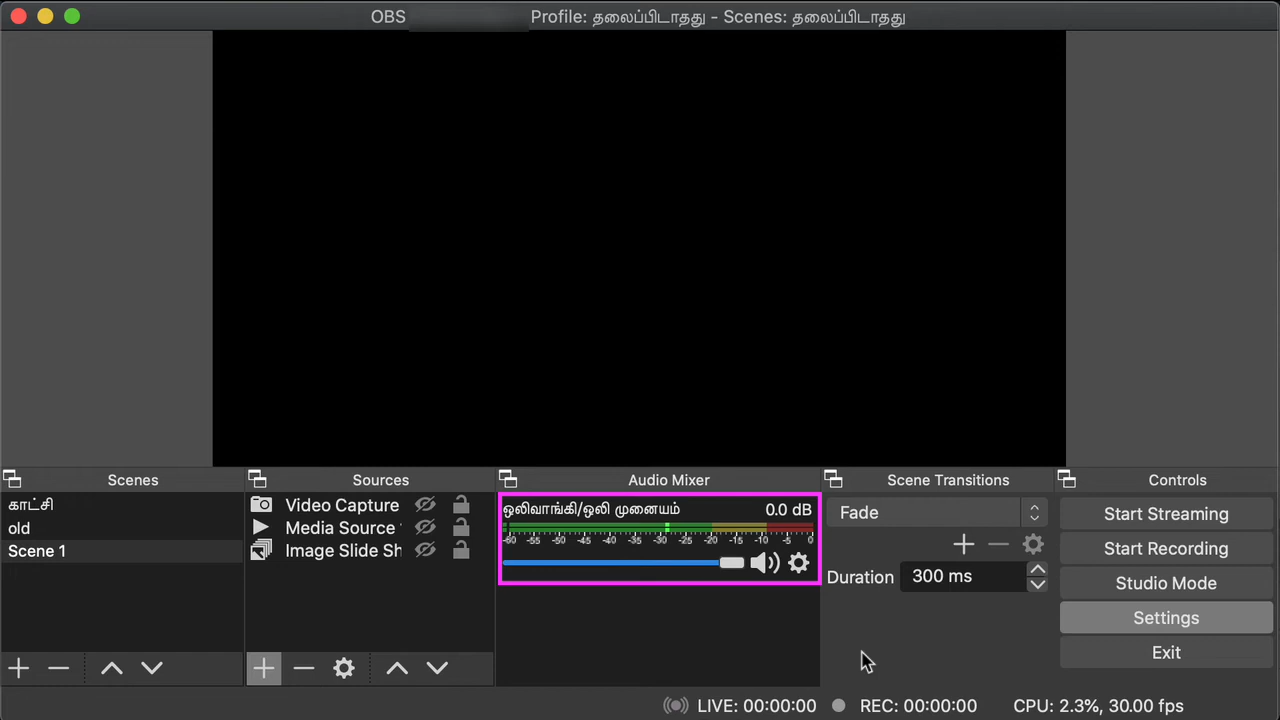 OBS Profile: தலைப்பிடாதது - Scenes: தலைப்பிடாதது
Scenes
காட்சி
old
Scene 1
Sources
Video Capture
Media Source
Image Slide Sh
Audio Mixer
ஒலிவாங்கி/ஒலி முனையம் 0.0 dB
-60 -55 -50 -45 -40 -35 -30 -25 -20 -15 -10 -5 0
Scene Transitions
Fade
Duration 300 ms
Controls
Start Streaming
Start Recording
Studio Mode
Settings
Exit
LIVE: 00:00:00 REC: 00:00:00 CPU: 2.3%, 30.00 fps